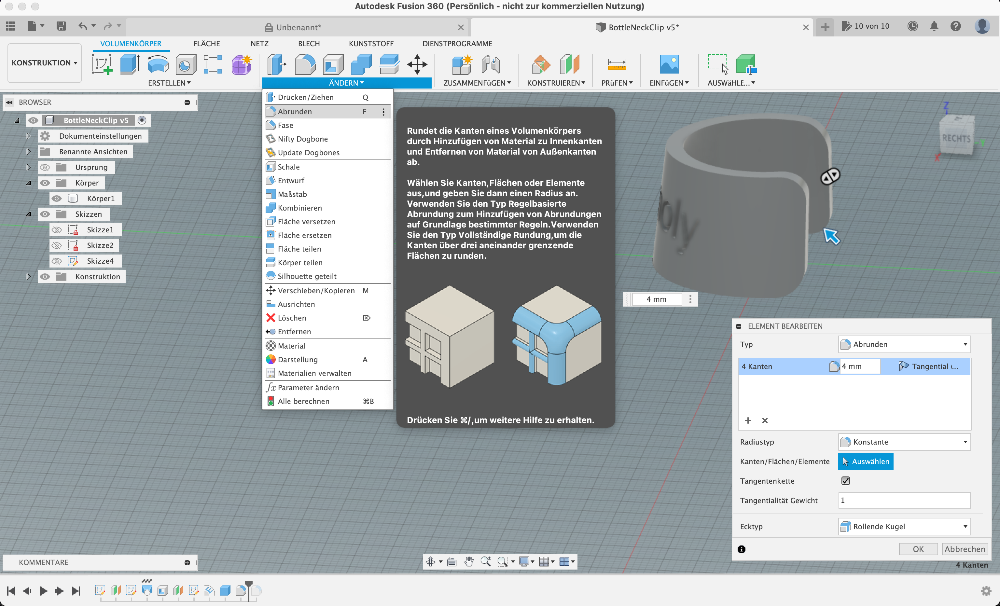 Autodesk Fusion 360 (Persönlich - nicht zur kommerziellen Nutzung)
Unbenannt*
BottleNeckClip v5*
10 von 10
KONSTRUKTION
VOLUMENKÖRPER
FLÄCHE
NETZ
BLECH
KUNSTSTOFF
DIENSTPROGRAMME
ERSTELLEN
ÄNDERN
ZUSAMMENFüGEN
KONSTRUIEREN
PRüFEN
EINFüGEN
AUSWäHLE...
BROWSER
BottleNeckClip v5
Dokumenteinstellungen
Benannte Ansichten
Ursprung
Körper
Körper1
Skizzen
Skizze1
Skizze2
Skizze4
Konstruktion
Drücken/Ziehen Q
Abrunden F
Fase
Nifty Dogbone
Update Dogbones
Schale
Entwurf
Maßstab
Kombinieren
Fläche versetzen
Fläche ersetzen
Fläche teilen
Körper teilen
Silhouette geteilt
Verschieben/Kopieren M
Ausrichten
Löschen ⌦
Entfernen
Material
Darstellung A
Materialien verwalten
fx Parameter ändern
Alle berechnen ⌘B
Rundet die Kanten eines Volumenkörpers
durch Hinzufügen von Material zu Innenkanten
und Entfernen von Material von Außenkanten
ab.
Wählen Sie Kanten,Flächen oder Elemente
aus,und geben Sie dann einen Radius an.
Verwenden Sie den Typ Regelbasierte
Abrundung zum Hinzufügen von Abrundungen
auf Grundlage bestimmter Regeln.Verwenden
Sie den Typ Vollständige Rundung,um die
Kanten über drei aneinander grenzende
Flächen zu runden.
Drücken Sie ⌘/,um weitere Hilfe zu erhalten.
bly
Z
RECHTS
Y
X
4 mm
ELEMENT BEARBEITEN
Typ Abrunden
4 Kanten 4 mm Tangential (...
Radiustyp Konstante
Kanten/Flächen/Elemente Auswählen
Tangentenkette
Tangentialität Gewicht 1
Ecktyp Rollende Kugel
OK Abbrechen
4 Kanten
KOMMENTARE